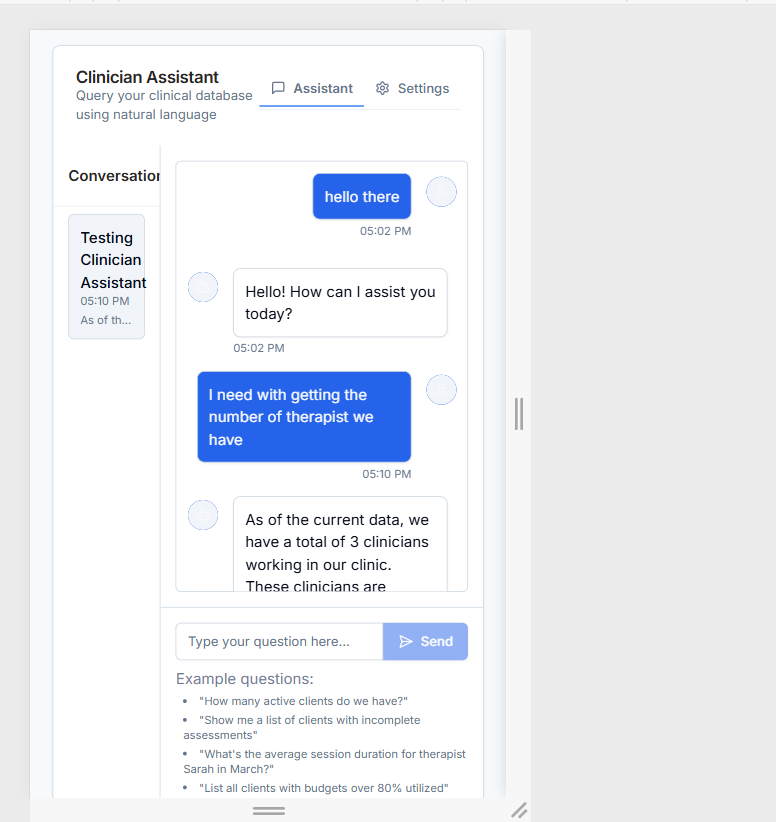 Clinician Assistant
Query your clinical database
using natural language
Assistant
Settings
Conversation
Testing
Clinician
Assistant
05:10 PM
As of th...
hello there
05:02 PM
Hello! How can I assist you
today?
05:02 PM
I need with getting the
number of therapist we
have
05:10 PM
As of the current data, we
have a total of 3 clinicians
working in our clinic.
These clinicians are
Type your question here...
Send
Example questions:
• "How many active clients do we have?"
• "Show me a list of clients with incomplete
assessments"
• "What's the average session duration for therapist
Sarah in March?"
• "List all clients with budgets over 80% utilized"